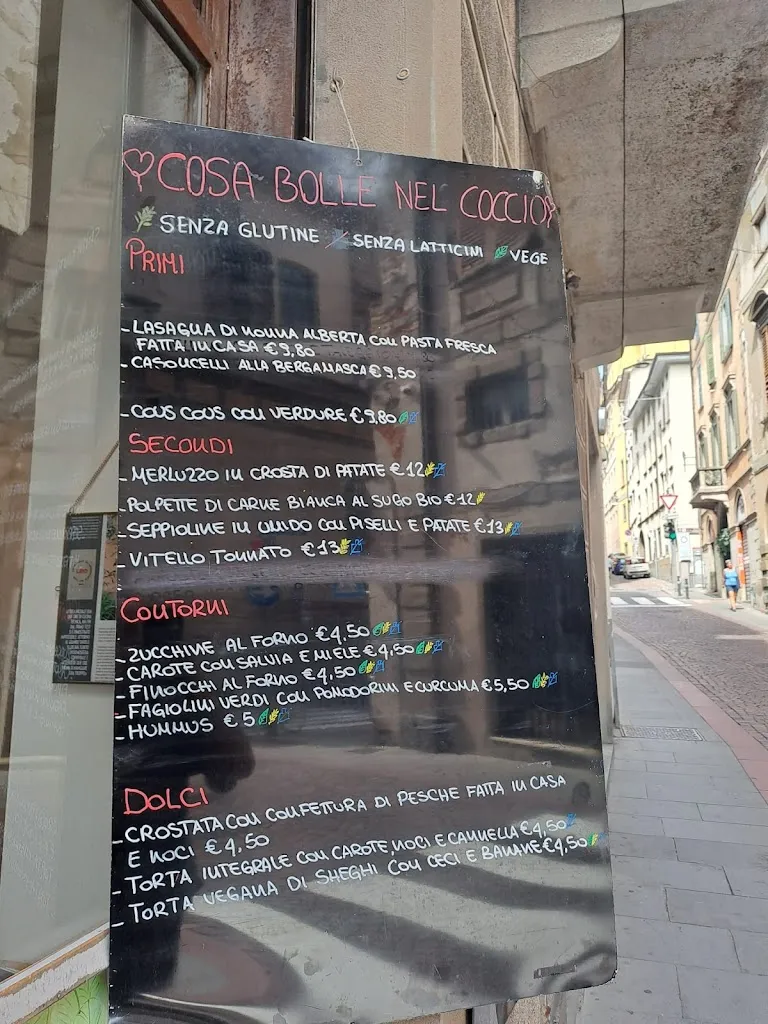 COSA BOLLE NEL COCCIO
SENZA GLUTINE SENZA LATTICINI VEGE
PRIMI
- LASAGNA DI NONNA ALBERTA CON PASTA FRESCA
FATTA IN CASA € 9,80
- CASONCELLI ALLA BERGAMASCA € 9,50
- COUS COUS CON VERDURE € 9,80
SECONDI
- MERLUZZO IN CROSTA DI PATATE € 12
- POLPETTE DI CARNE BIANCA AL SUGO BIO € 12
- SEPPIOLINE IN UMIDO CON PISELLI E PATATE € 13
- VITELLO TONNATO € 13
CONTORNI
- ZUCCHINE AL FORNO € 4,50
- CAROTE CON SALVIA E MIELE € 4,50
- FINOCCHI AL FORNO € 4,50
- FAGIOLINI VERDI CON POMODORINI E CURCUMA € 5,50
- HUMMUS € 5
DOLCI
- CROSTATA CON CONFETTURA DI PESCHE FATTA IN CASA
E NOCI € 4,50
- TORTA INTEGRALE CON CAROTE, NOCI E CANNELLA € 4,50
- TORTA VEGANA DI SHEGHI CON CECI E BANANE € 4,50